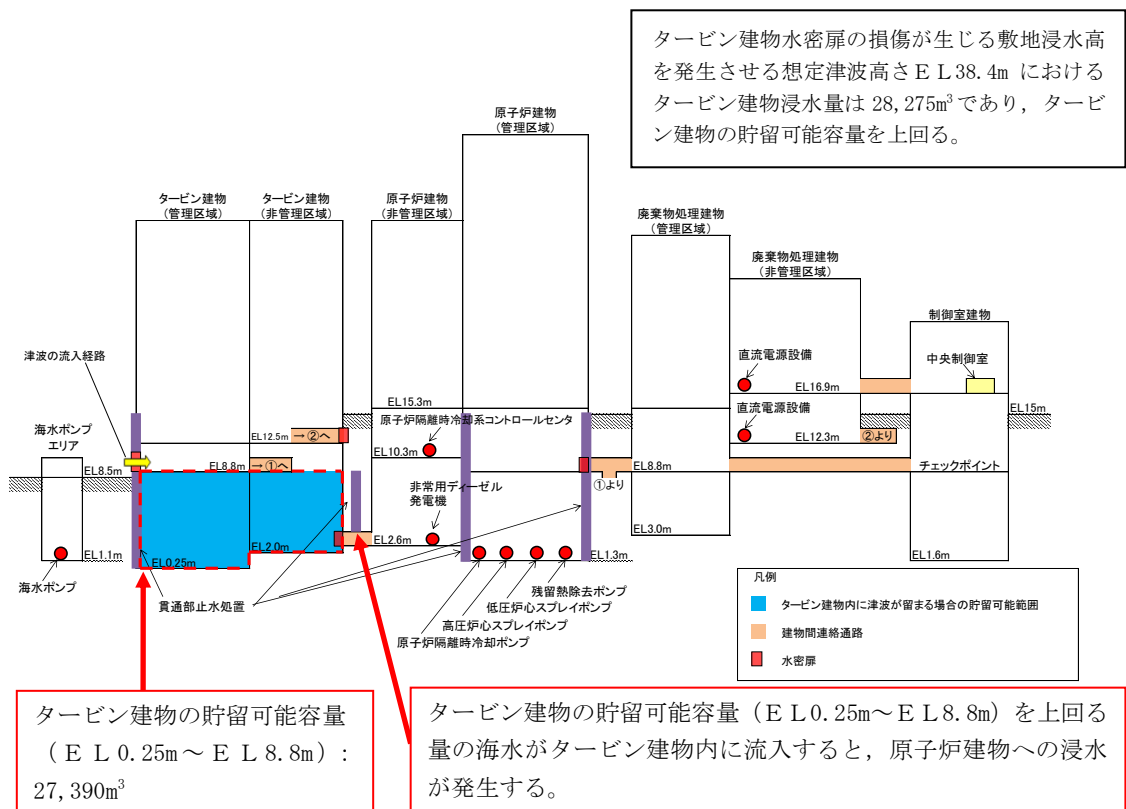 タービン建物水密扉の損傷が生じる敷地浸水高
を発生させる想定津波高さＥＬ38.4m における
タービン建物浸水量は 28,275m³であり，タービ
ン建物の貯留可能容量を上回る。
原子炉建物
(管理区域)
タービン建物
(管理区域)
タービン建物
(非管理区域)
原子炉建物
(非管理区域)
廃棄物処理建物
(管理区域)
廃棄物処理建物
(非管理区域)
制御室建物
津波の流入経路
直流電源設備
中央制御室
EL16.9m
EL15.3m
EL15m
海水ポンプ
エリア
原子炉隔離時冷却系コントロールセンタ
直流電源設備
EL12.5m
→②へ
EL12.3m
②より
EL10.3m
EL8.5m
EL8.8m
→①へ
EL8.8m
チェックポイント
①より
非常用ディーゼル
発電機
EL3.0m
EL2.6m
EL2.0m
EL1.1m
EL0.25m
EL1.3m
EL1.6m
海水ポンプ
貫通部止水処置
残留熱除去ポンプ
低圧炉心スプレイポンプ
高圧炉心スプレイポンプ
原子炉隔離時冷却ポンプ
凡例
タービン建物内に津波が留まる場合の貯留可能範囲
建物間連絡通路
水密扉
タービン建物の貯留可能容量
（ＥＬ0.25m～ＥＬ8.8m）：
27,390m³
タービン建物の貯留可能容量（ＥＬ0.25m～ＥＬ8.8m）を上回る
量の海水がタービン建物内に流入すると，原子炉建物への浸水
が発生する。